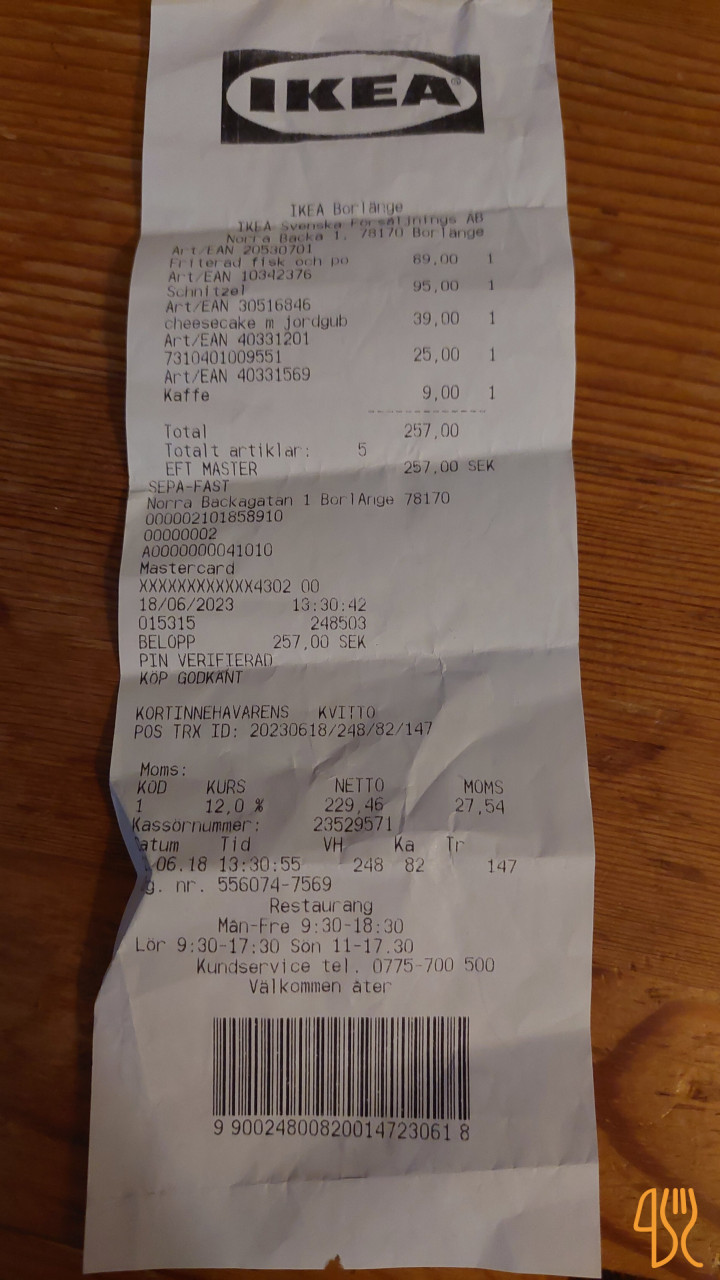 IKEA
IKEA Borlänge
IKEA Svenska Försäljnings AB
Norra Backa 1, 78170 Borlänge
Art/EAN 20530701
Friterad fisk och po 89,00 1
Art/EAN 10342376
Schnitzel 95,00 1
Art/EAN 30516846
cheesecake m jordgub 39,00 1
Art/EAN 40331201
7310401009551 25,00 1
Art/EAN 40331569
Kaffe 9,00 1
Total 257,00
Totalt artiklar: 5
EFT MASTER 257,00 SEK
SEPA-FAST
Norra Backagatan 1 BorlÄnge 78170
000002101858910
00000002
A0000000041010
Mastercard
XXXXXXXXXXXX4302 00
18/06/2023 13:30:42
015315 248503
BELOPP 257,00 SEK
PIN VERIFIERAD
KÖP GODKÄNT
KORTINNEHAVARENS KVITTO
POS TRX ID: 20230618/248/82/147
Moms:
KOD KURS NETTO MOMS
1 12,0 % 229,46 27,54
Kassörnummer: 23529571
atum Tid VH Ka Tr
.06.18 13:30:55 248 82 147
g. nr. 556074-7569
Restaurang
Mån-Fre 9:30-18:30
Lör 9:30-17:30 Sön 11-17.30
Kundservice tel. 0775-700 500
Välkommen åter
9 900248008200147230618